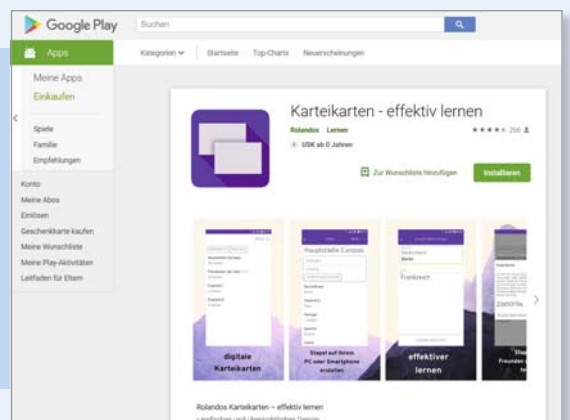 Google Play
Suchen
Apps
Kategorien
Startseite
Top-Charts
Neuerscheinungen
Meine Apps
Einkaufen
Spiele
Familie
Empfehlungen
Konto
Meine Abos
Einlösen
Geschenkkarte kaufen
Meine Wunschliste
Meine Play-Aktivitäten
Leitfaden für Eltern
Karteikarten - effektiv lernen
Rolandos Lernen
266
USK ab 0 Jahren
Zur Wunschliste hinzufügen
Installieren
digitale
Karteikarten
Hauptstädte Europas
Stapel auf Ihrem
PC oder Smartphone
erstellen
Berlin
Frankreich
effektiver
lernen
Freunden
Rolandos Karteikarten – effektiv lernen